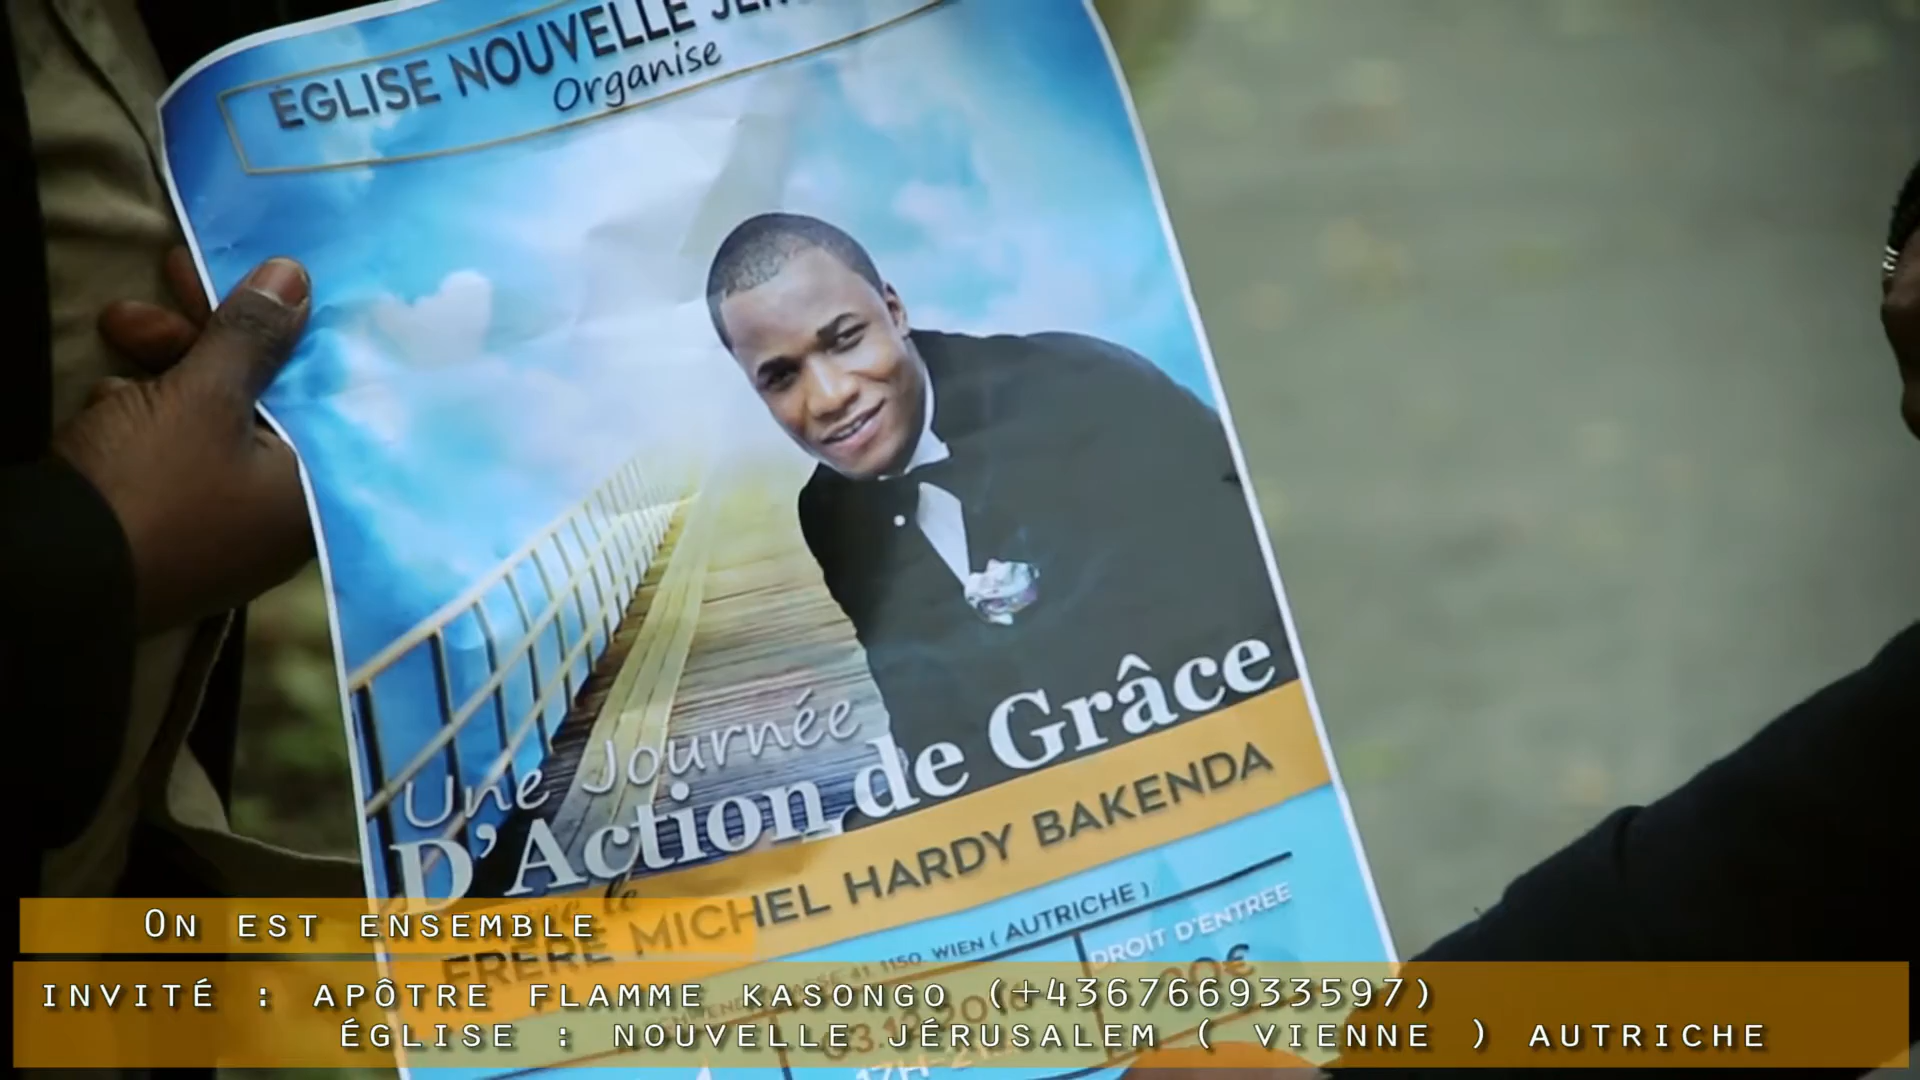 ÉGLISE NOUVELLE
Organise
Une Journée
D'Action de Grâce
FRÈRE MICHEL HARDY BAKENDA
41, 1150, WIEN ( AUTRICHE )
DROIT D'ENTRÉE
ON EST ENSEMBLE
INVITÉ : APÔTRE FLAMME KASONGO (+436766933597)
ÉGLISE : NOUVELLE JÉRUSALEM ( VIENNE ) AUTRICHE